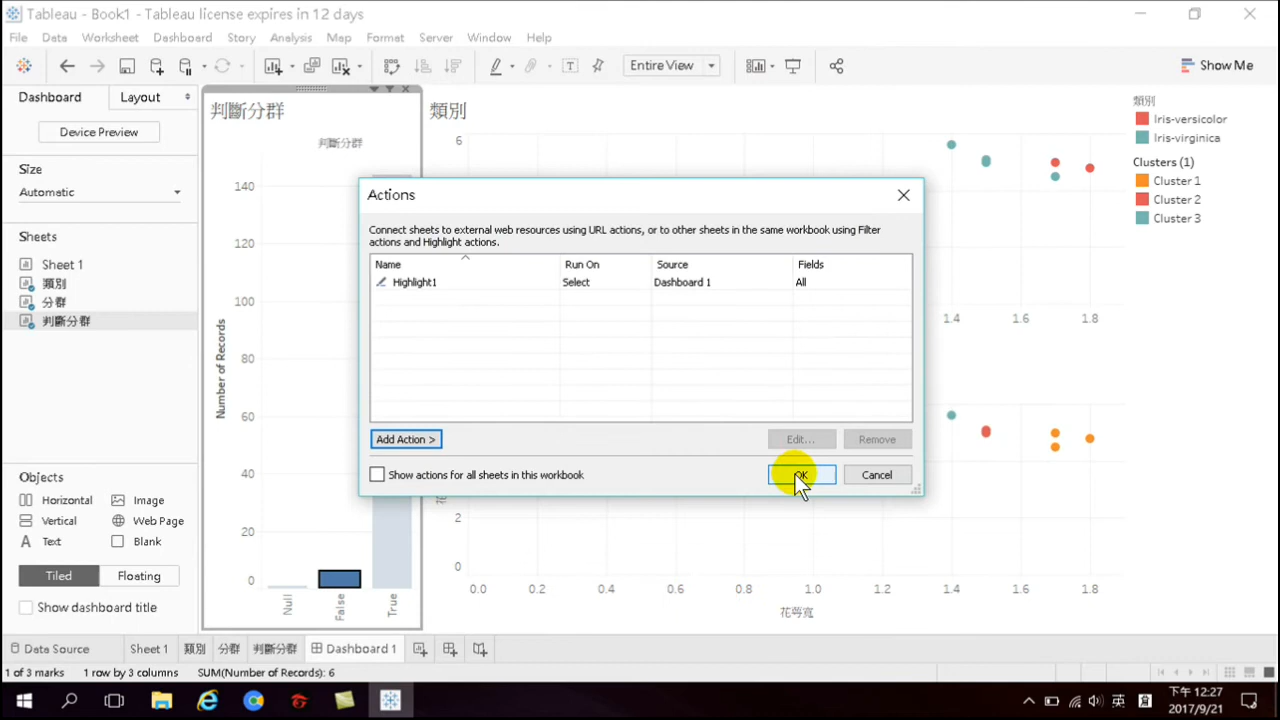 Tableau - Book1 - Tableau license expires in 12 days
File Data Worksheet Dashboard Story Analysis Map Format Server Window Help
Entire View
Show Me
Dashboard Layout
Device Preview
Size
Automatic
Sheets
Sheet 1
類別
分群
判斷分群
Objects
Horizontal Image
Vertical Web Page
Text Blank
Tiled Floating
Show dashboard title
判斷分群
判斷分群
Number of Records
140
120
100
80
60
40
20
0
Null
False
True
類別
6
1.4 1.6 1.8
2
0
0.0 0.2 0.4 0.6 0.8 1.0 1.2 1.4 1.6 1.8
花萼寬
類別
Iris-versicolor
Iris-virginica
Clusters (1)
Cluster 1
Cluster 2
Cluster 3
Actions
Connect sheets to external web resources using URL actions, or to other sheets in the same workbook using Filter
actions and Highlight actions.
Name Run On Source Fields
Highlight1 Select Dashboard 1 All
Add Action > Edit... Remove
Show actions for all sheets in this workbook
OK Cancel
Data Source Sheet 1 類別 分群 判斷分群 Dashboard 1
1 of 3 marks 1 row by 3 columns SUM(Number of Records): 6
英
下午 12:27
2017/9/21